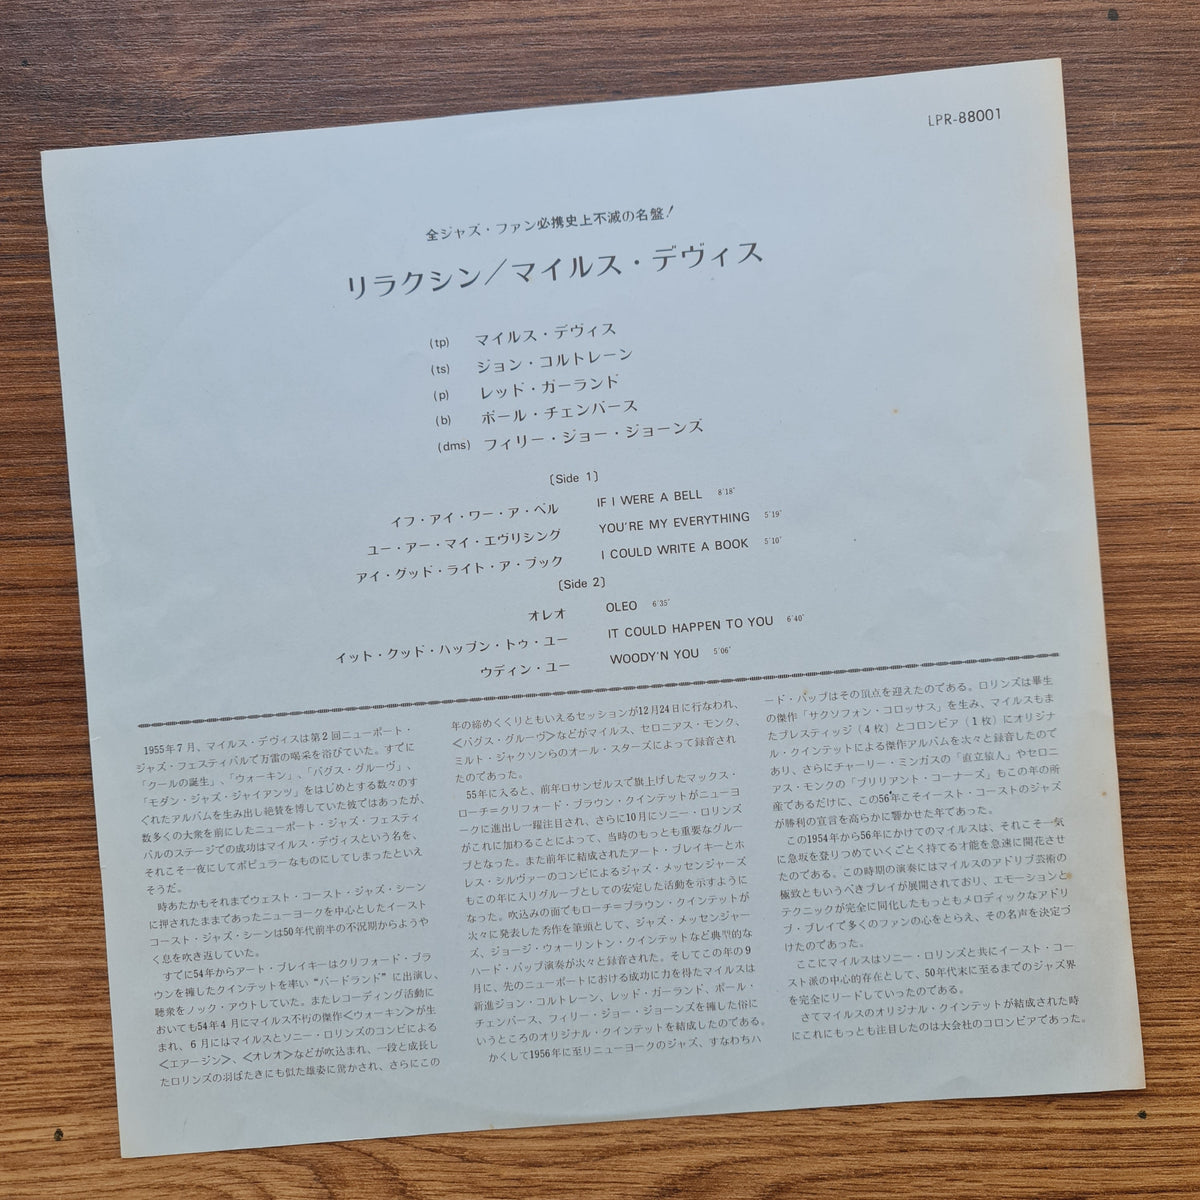 LPR-88001
全ジャズ・ファン必携史上不滅の名盤!
リラクシン/マイルス・デヴィス
(tp) マイルス・デヴィス
(ts) ジョン・コルトレーン
(p) レッド・ガーランド
(b) ポール・チェンバース
(dms) フィリー・ジョー・ジョーンズ
〔Side 1〕
イフ・アイ・ワー・ア・ベル IF I WERE A BELL 8'18"
ユー・アー・マイ・エヴリシング YOU'RE MY EVERYTHING 5'19"
アイ・クッド・ライト・ア・ブック I COULD WRITE A BOOK 5'10"
〔Side 2〕
オレオ OLEO 6'35"
イット・クッド・ハップン・トゥ・ユー IT COULD HAPPEN TO YOU 6'40"
ウディン・ユー WOODY'N YOU 5'06"
1955年7月、マイルス・デヴィスは第2回ニューポート・
ジャズ・フェスティバルで万雷の喝采を浴びていた。すでに
「クールの誕生」、「ウォーキン」、「バグス・グルーヴ」、
「モダン・ジャズ・ジャイアンツ」をはじめとする数々のす
ぐれたアルバムを生み出し絶賛を博していた彼ではあったが、
数多くの大衆を前にしたニューポート・ジャズ・フェスティ
バルのステージでの成功はマイルス・デヴィスという名を、
それこそ一夜にしてポピュラーなものにしてしまったといえ
そうだ。
時あたかもそれまでウェスト・コースト・ジャズ・シーン
に押されたままであったニューヨークを中心としたイースト
コースト・ジャズ・シーンは50年代前半の不況期からようや
く息を吹き返していた。
すでに54年からアート・ブレイキーはクリフォード・ブラ
ウンを擁したクインテットを率い“バードランド”に出演し、
聴衆をノック・アウトしていた。またレコーディング活動に
おいても54年4月にマイルス不朽の傑作<ウォーキン>が生
まれ、6月にはマイルスとソニー・ロリンズのコンビによる
<エアージン>、<オレオ>などが吹込まれ、一段と成長し
たロリンズの羽ばたきにも似た雄姿に驚かされ、さらにこの
年の締めくくりともいえるセッションが12月24日に行なわれ、
<バグス・グルーヴ>などがマイルス、セロニアス・モンク、
ミルト・ジャクソンらのオール・スターズによって録音され
たのであった。
55年に入ると、前年ロサンゼルスで旗上げしたマックス・
ローチ=クリフォード・ブラウン・クインテットがニューヨ
ークに進出し一躍注目され、さらに10月にソニー・ロリンズ
がこれに加わることによって、当時のもっとも重要なグルー
プとなった。また前年に結成されたアート・ブレイキーとホ
レス・シルヴァーのコンビによるジャズ・メッセンジャーズ
もこの年に入りグループとしての安定した活動を示すように
なった。吹込みの面でもローチ=ブラウン・クインテットが
次々に発表した秀作を筆頭として、ジャズ・メッセンジャー
ズ、ジョージ・ウォーリントン・クインテットなど典型的な
ハード・バップ演奏が次々と録音された。そしてこの年の9
月に、先のニューポートにおける成功に力を得たマイルスは
新進ジョン・コルトレーン、レッド・ガーランド、ポール・
チェンバース、フィリー・ジョー・ジョーンズを擁した俗に
いうところのオリジナル・クインテットを結成したのである。
かくして1956年に至りニューヨークのジャズ、すなわちハ
ード・バップはその頂点を迎えたのである。ロリンズは畢生
の傑作「サクソフォン・コロッサス」を生み、マイルスもま
たプレスティッジ(4枚)とコロンビア(1枚)にオリジナ
ル・クインテットによる傑作アルバムを次々と録音したので
あり、さらにチャーリー・ミンガスの「直立猿人」やセロニ
アス・モンクの「ブリリアント・コーナーズ」もこの年の所
産であるだけに、この56年こそイースト・コーストのジャズ
が勝利の宣言を高らかに響かせた年であった。
この1954年から56年にかけてのマイルスは、それこそ一気
に急坂を登りつめていくごとく持てる才能を急速に開花させ
たのである。この時期の演奏にはマイルスのアドリブ芸術の
極致ともいうべきプレイが展開されており、エモーションと
テクニックが完全に同化したもっともメロディックなアドリ
ブ・プレイで多くのファンの心をとらえ、その名声を決定づ
けたのであった。
ここにマイルスはソニー・ロリンズと共にイースト・コー
スト派の中心的存在として、50年代末に至るまでのジャズ界
を完全にリードしていったのである。
さてマイルスのオリジナル・クインテットが結成された時
にこれにもっとも注目したのは大会社のコロンビアであった。